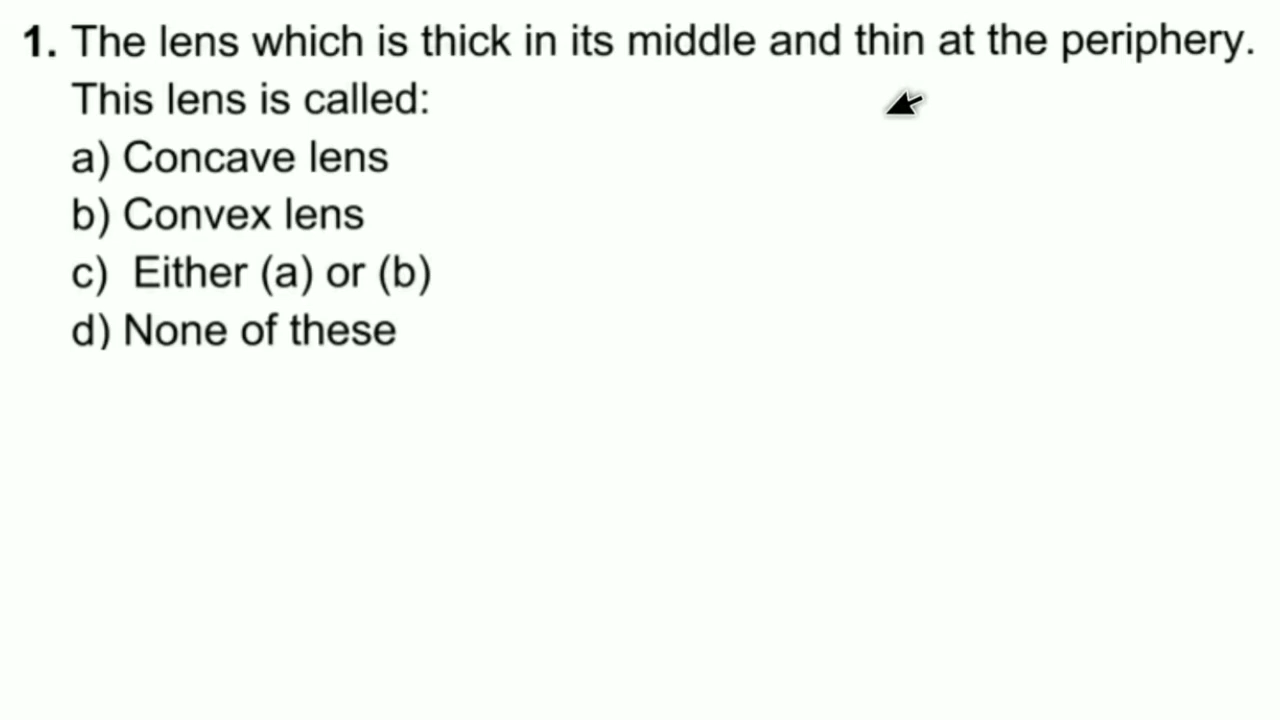 1. The lens which is thick in its middle and thin at the periphery.
This lens is called:
a) Concave lens
b) Convex lens
c) Either (a) or (b)
d) None of these